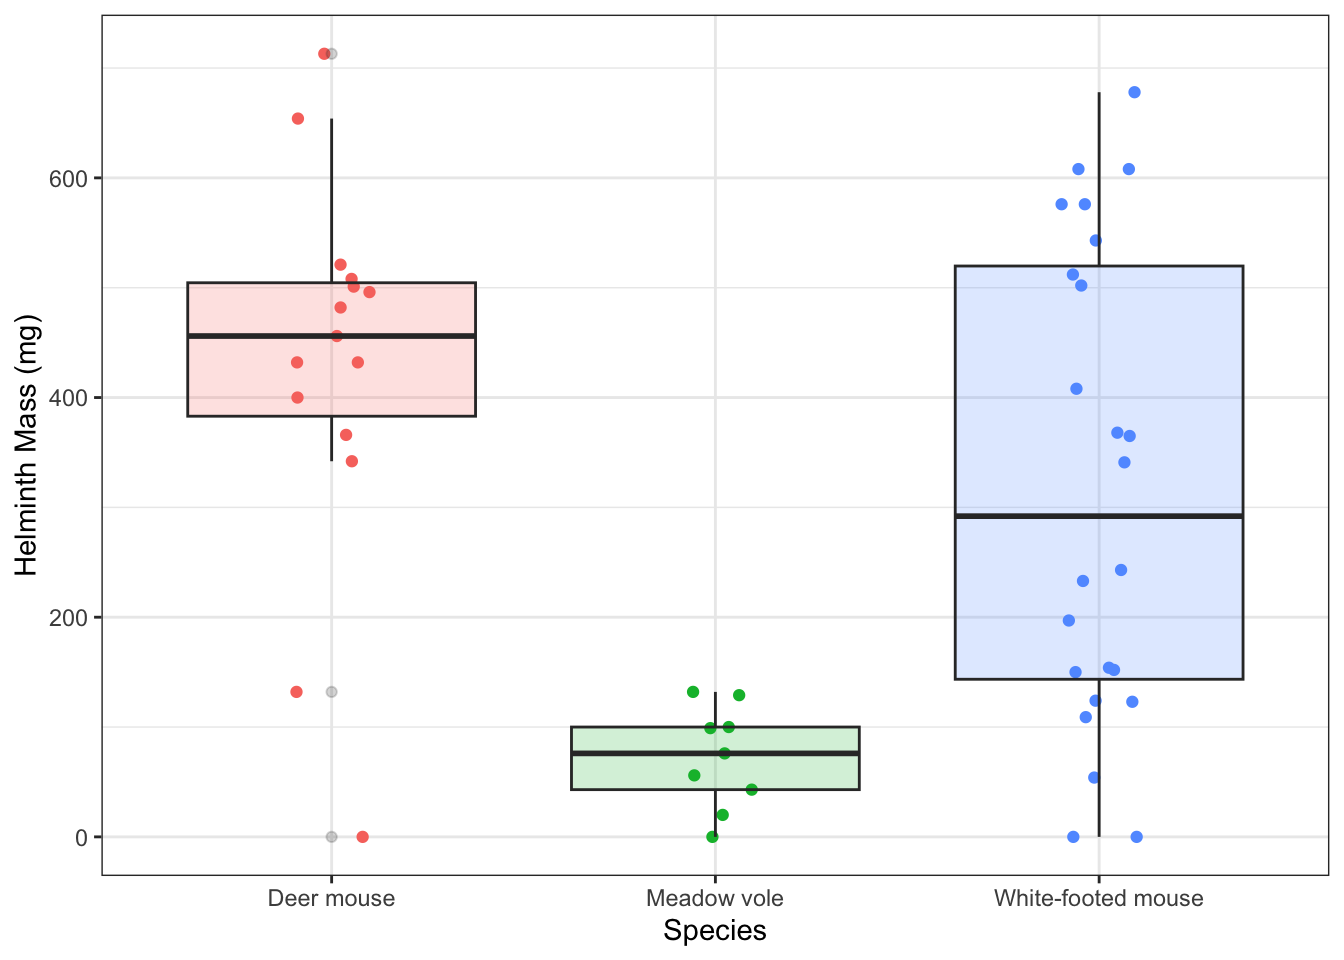 Helminth Mass (mg)
600
400
200
0
Deer mouse
Meadow vole
White-footed mouse
Species